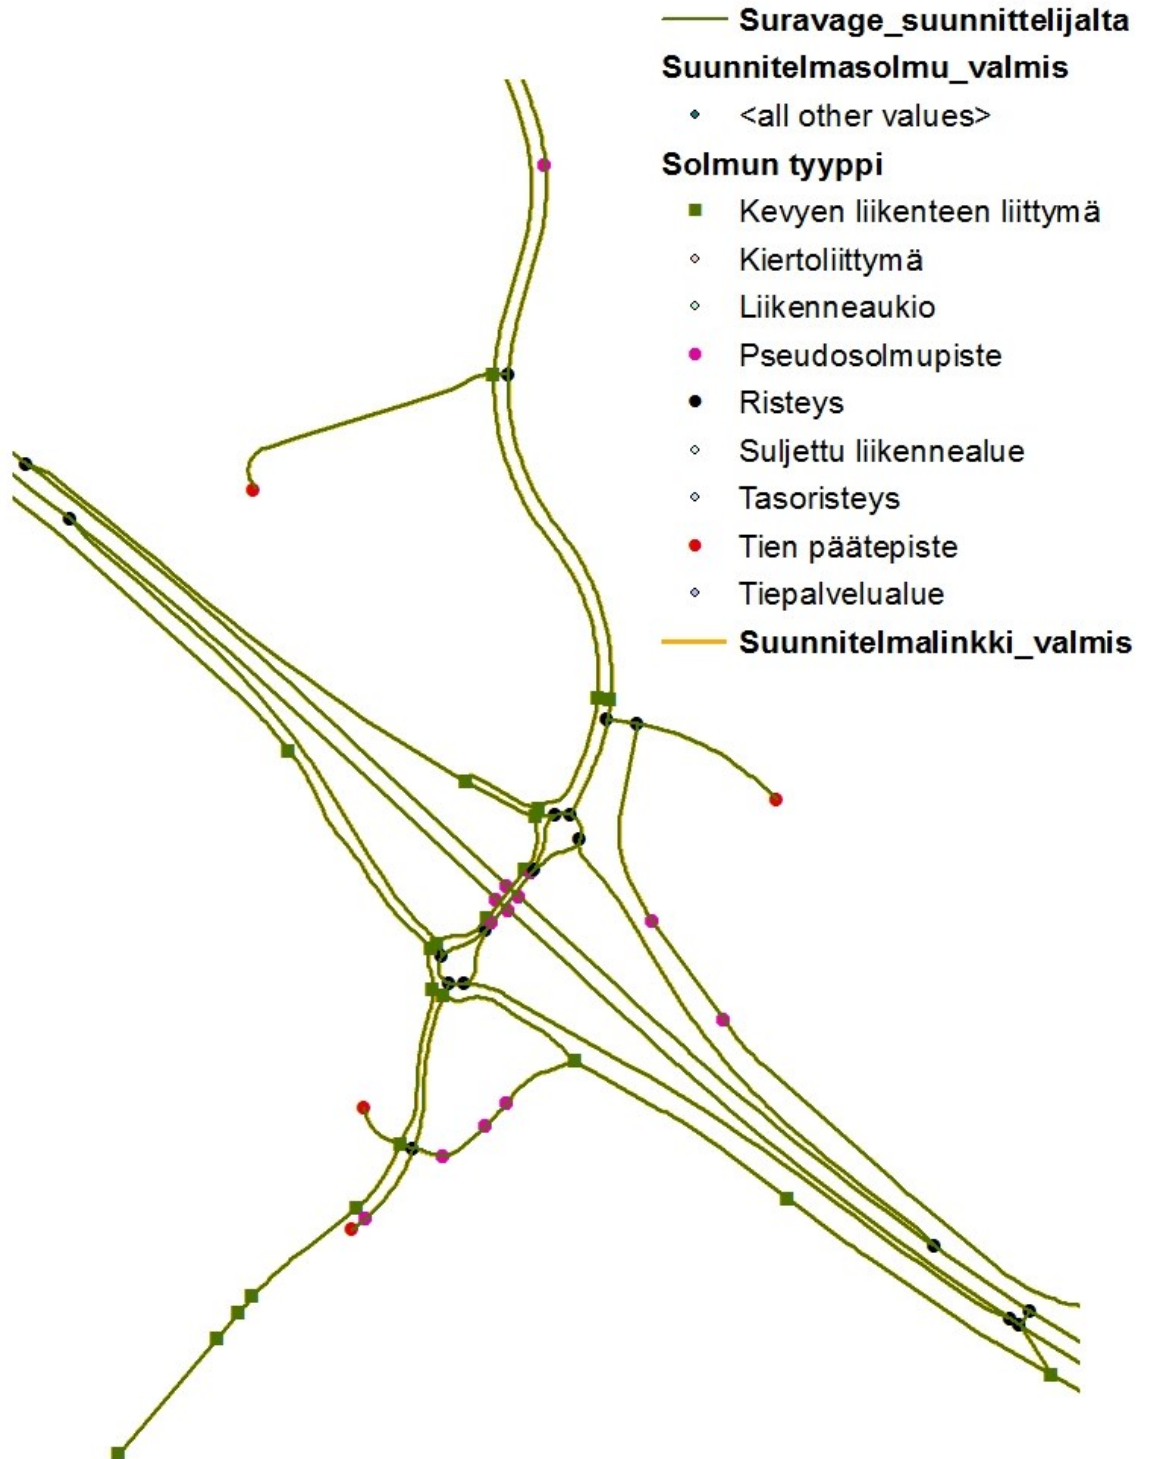 Suravage_suunnittelijalta
Suunnitelmasolmu_valmis
<all other values>
Solmun tyyppi
Kevyen liikenteen liittymä
Kiertoliittymä
Liikenneaukio
Pseudosolmupiste
Risteys
Suljettu liikennealue
Tasoristeys
Tien päätepiste
Tiepalvelualue
Suunnitelmalinkki_valmis